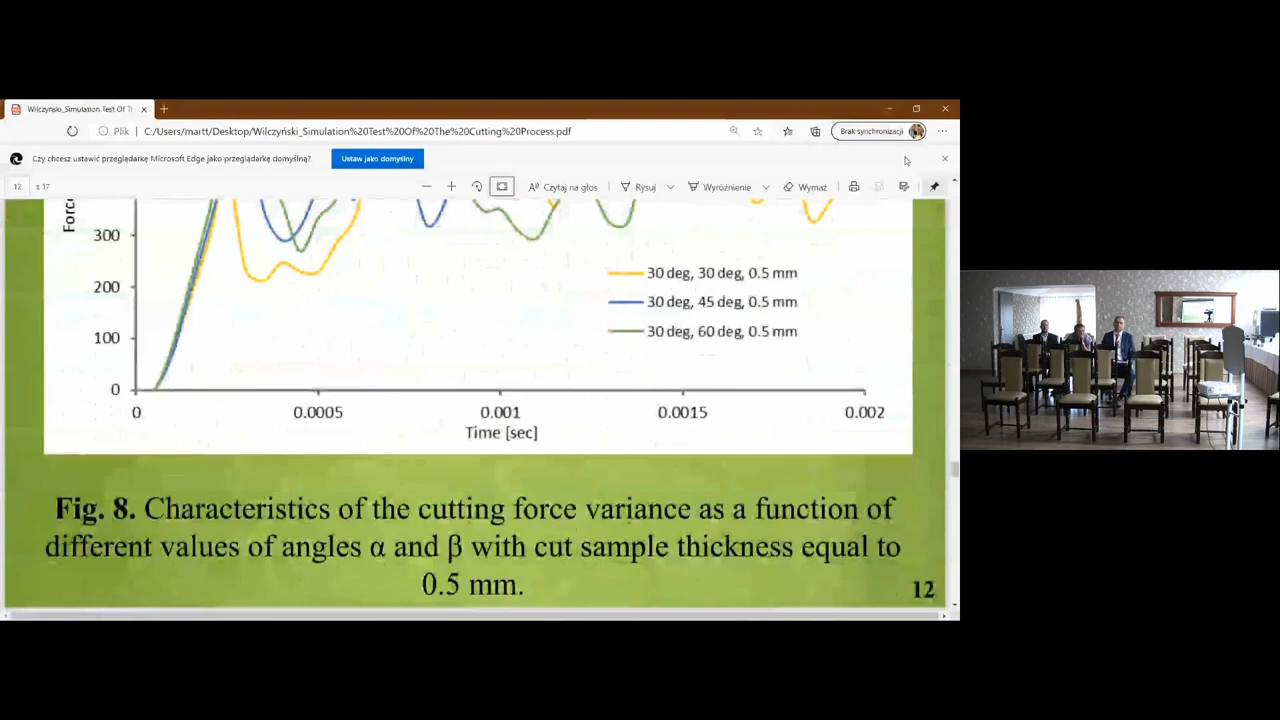 Wilczyński_Simulation Test Of T
Plik
C:/Users/martt/Desktop/Wilczyński_Simulation%20Test%20Of%20The%20Cutting%20Process.pdf
Brak synchronizacji
Czy chcesz ustawić przeglądarkę Microsoft Edge jako przeglądarkę domyślną?
Ustaw jako domyślny
12 z 17
Czytaj na głos
Rysuj
Wyróżnienie
Wymaż
Force
300
200
100
0
30 deg, 30 deg, 0.5 mm
30 deg, 45 deg, 0.5 mm
30 deg, 60 deg, 0.5 mm
0 0.0005 0.001 0.0015 0.002
Time [sec]
Fig. 8. Characteristics of the cutting force variance as a function of
different values of angles α and β with cut sample thickness equal to
0.5 mm.
12